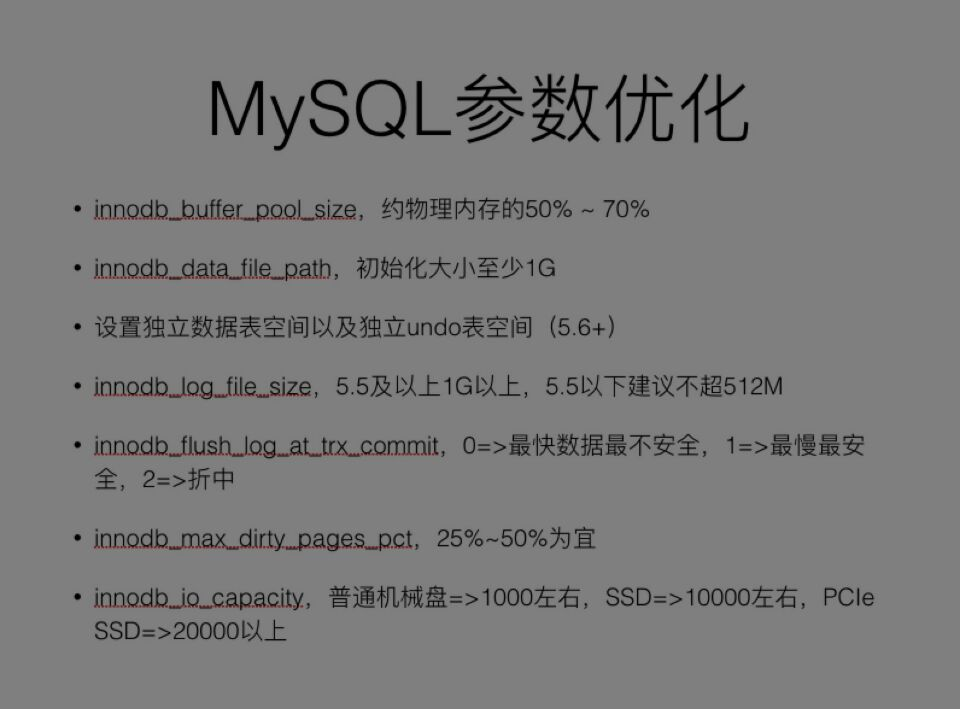 MySQL参数优化
• innodb_buffer_pool_size，约物理内存的50% ~ 70%
• innodb_data_file_path，初始化大小至少1G
• 设置独立数据表空间以及独立undo表空间（5.6+）
• innodb_log_file_size，5.5及以上1G以上，5.5以下建议不超512M
• innodb_flush_log_at_trx_commit，0=>最快数据最不安全，1=>最慢最安
全，2=>折中
• innodb_max_dirty_pages_pct，25%~50%为宜
• innodb_io_capacity，普通机械盘=>1000左右，SSD=>10000左右，PCIe
SSD=>20000以上